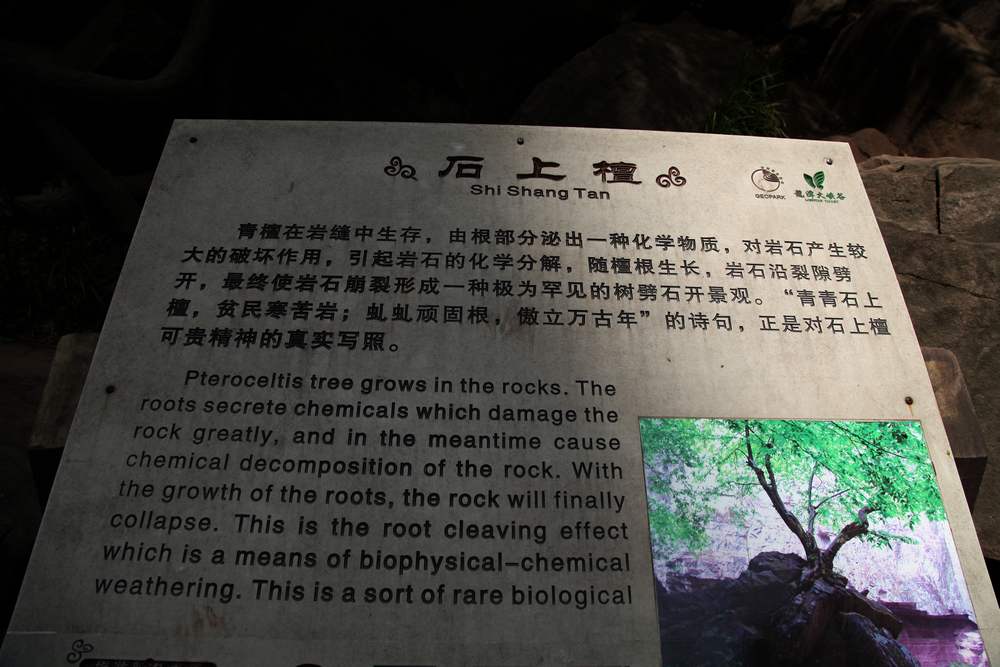 石上檀
Shi Shang Tan
GEOPARK
龍潭大峽谷
青檀在岩缝中生存，由根部分泌出一种化学物质，对岩石产生较
大的破坏作用，引起岩石的化学分解，随檀根生长，岩石沿裂隙劈
开，最终使岩石崩裂形成一种极为罕见的树劈石开景观。“青青石上
檀，贫民寒苦岩；虬虬顽固根，傲立万古年”的诗句，正是对石上檀
可贵精神的真实写照。
Pteroceltis tree grows in the rocks. The
roots secrete chemicals which damage the
rock greatly, and in the meantime cause
chemical decomposition of the rock. With
the growth of the roots, the rock will finally
collapse. This is the root cleaving effect
which is a means of biophysical-chemical
weathering. This is a sort of rare biological